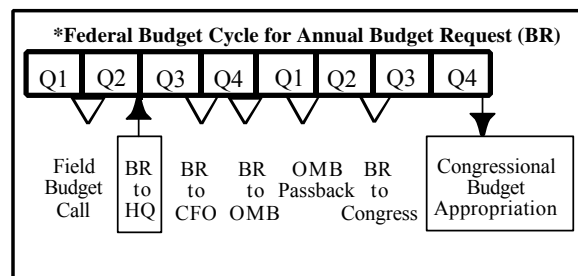 *Federal Budget Cycle for Annual Budget Request (BR)
Q1 Q2 Q3 Q4 Q1 Q2 Q3 Q4
Field
Budget
Call
BR
to
HQ
BR
to
CFO
BR
to
OMB
OMB
Passback
BR
to
Congress
Congressional
Budget
Appropriation